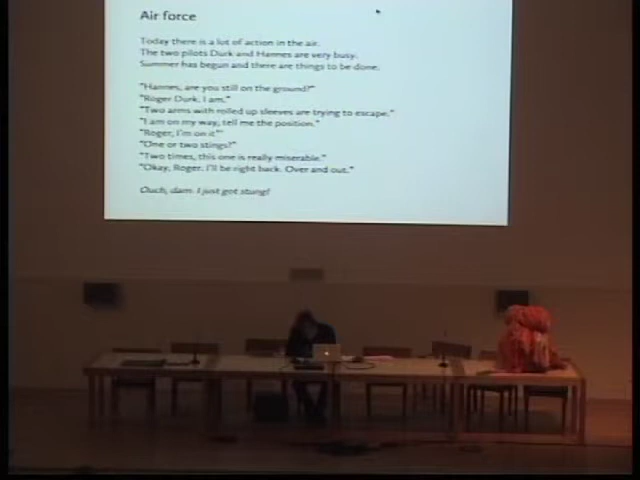 Air force
Today there is a lot of action in the air.
The two pilots Durk and Hannes are very busy.
Summer has begun and there are things to be done.
"Hannes, are you still on the ground?"
"Roger Durk, I am."
"Two arms with rolled up sleeves are trying to escape."
"I am on my way, tell me the position."
"Roger, I'm on it"
"One or two stings?"
"Two times, this one is really miserable."
"Okay, Roger. I'll be right back. Over and out."
Ouch, dam. I just got stung!